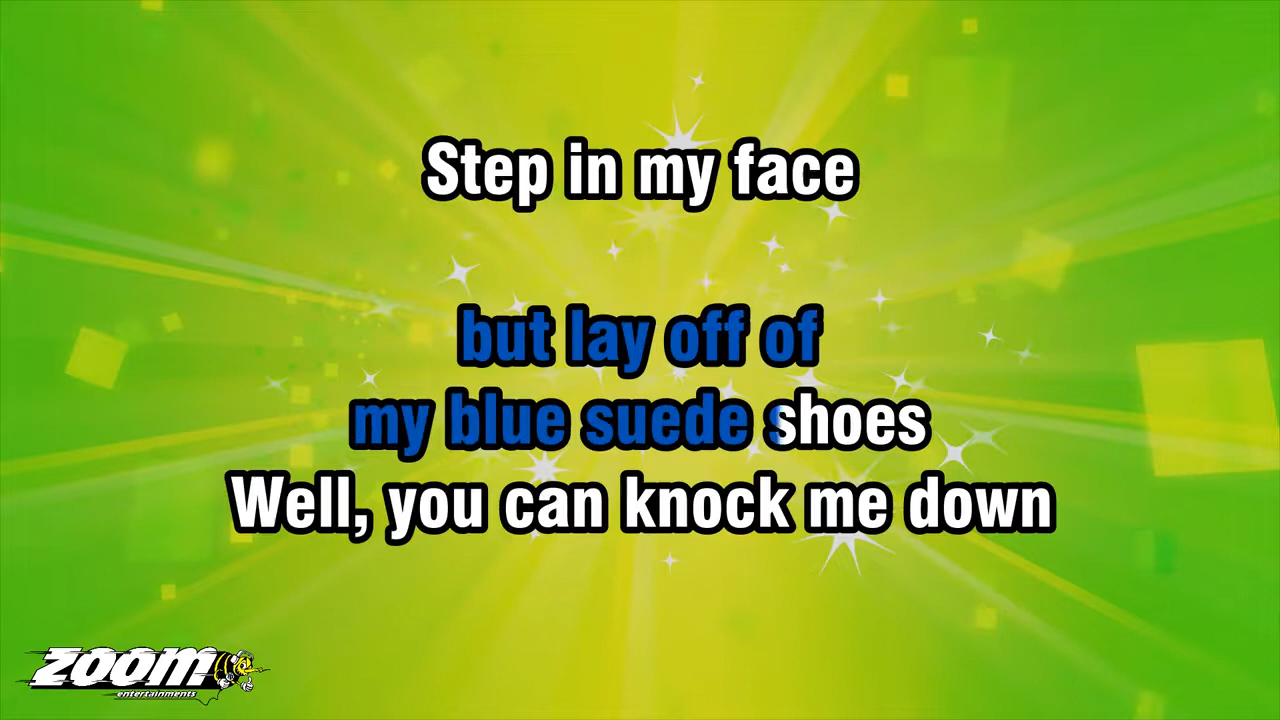 Step in my face
but lay off of
my blue suede shoes
Well, you can knock me down
ZOOM
entertainments